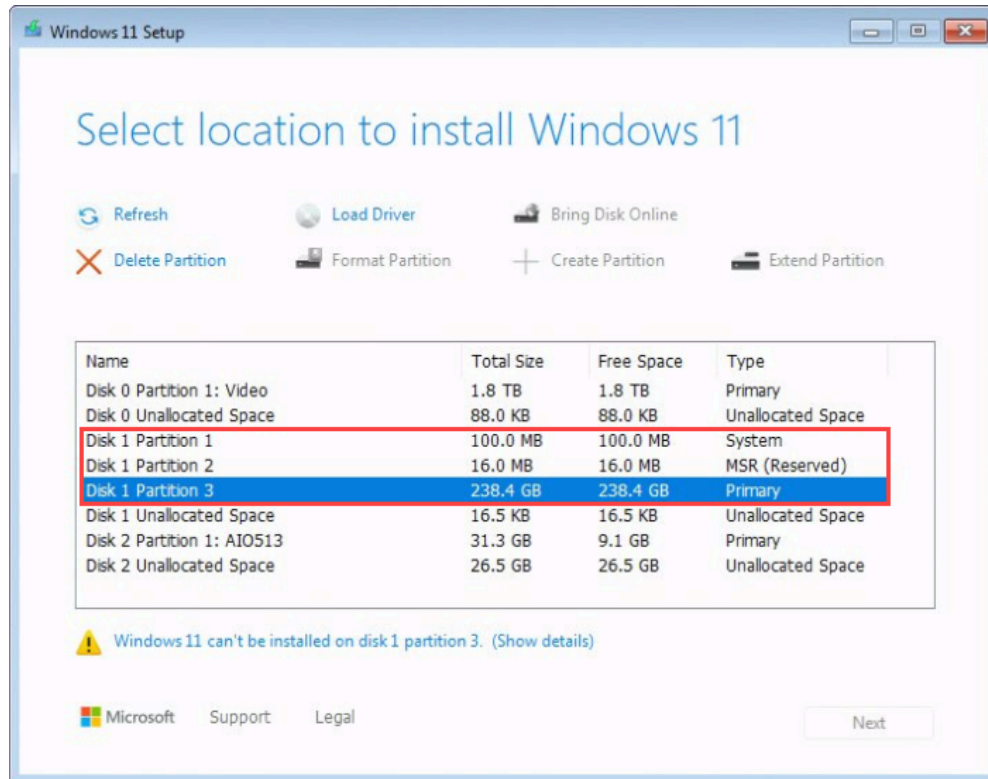 Windows 11 Setup
Select location to install Windows 11
Refresh Load Driver Bring Disk Online
Delete Partition Format Partition Create Partition Extend Partition
Name Total Size Free Space Type
Disk 0 Partition 1: Video 1.8 TB 1.8 TB Primary
Disk 0 Unallocated Space 88.0 KB 88.0 KB Unallocated Space
Disk 1 Partition 1 100.0 MB 100.0 MB System
Disk 1 Partition 2 16.0 MB 16.0 MB MSR (Reserved)
Disk 1 Partition 3 238.4 GB 238.4 GB Primary
Disk 1 Unallocated Space 16.5 KB 16.5 KB Unallocated Space
Disk 2 Partition 1: AIO513 31.3 GB 9.1 GB Primary
Disk 2 Unallocated Space 26.5 GB 26.5 GB Unallocated Space
Windows 11 can't be installed on disk 1 partition 3. (Show details)
Microsoft Support Legal
Next